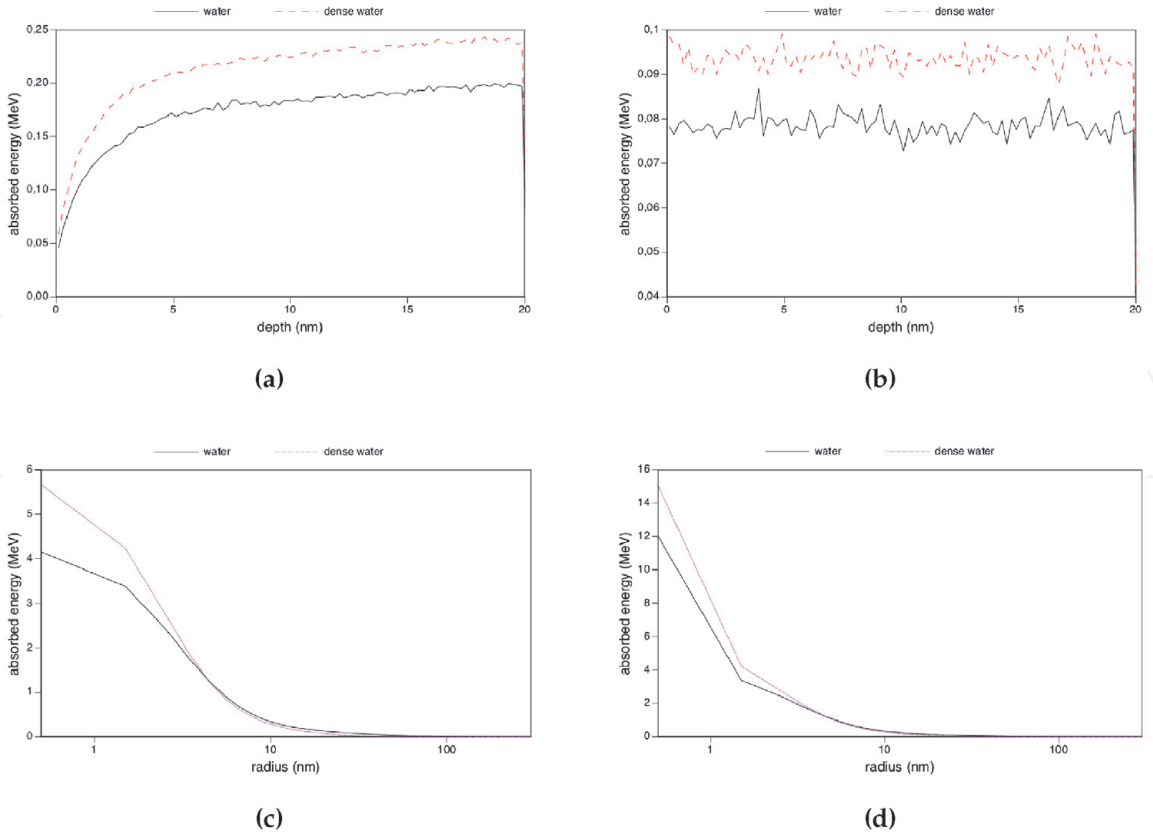 water dense water
0.25
0.20
0.15
0.10
0.05
0.00
absorbed energy (MeV)
0 5 10 15 20
depth (nm)
(a)
water dense water
0,1
0,09
0,08
0,07
0,06
0,05
0,04
absorbed energy (MeV)
0 5 10 15 20
depth (nm)
(b)
water dense water
6
5
4
3
2
1
0
absorbed energy (MeV)
1 10 100
radius (nm)
(c)
water dense water
16
14
12
10
8
6
4
2
0
absorbed energy (MeV)
1 10 100
radius (nm)
(d)